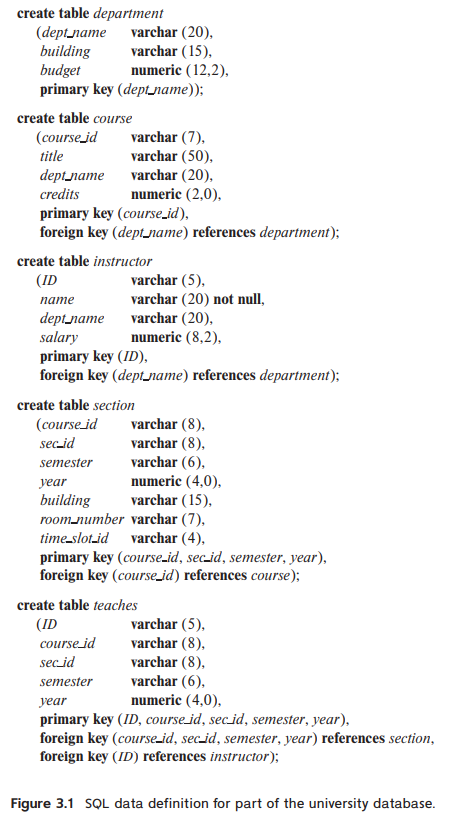 create table department
(dept_name varchar (20),
building varchar (15),
budget numeric (12,2),
primary key (dept_name));
create table course
(course_id varchar (7),
title varchar (50),
dept_name varchar (20),
credits numeric (2,0),
primary key (course_id),
foreign key (dept_name) references department);
create table instructor
(ID varchar (5),
name varchar (20) not null,
dept_name varchar (20),
salary numeric (8,2),
primary key (ID),
foreign key (dept_name) references department);
create table section
(course_id varchar (8),
sec_id varchar (8),
semester varchar (6),
year numeric (4,0),
building varchar (15),
room_number varchar (7),
time_slot_id varchar (4),
primary key (course_id, sec_id, semester, year),
foreign key (course_id) references course);
create table teaches
(ID varchar (5),
course_id varchar (8),
sec_id varchar (8),
semester varchar (6),
year numeric (4,0),
primary key (ID, course_id, sec_id, semester, year),
foreign key (course_id, sec_id, semester, year) references section,
foreign key (ID) references instructor);
Figure 3.1 SQL data definition for part of the university database.